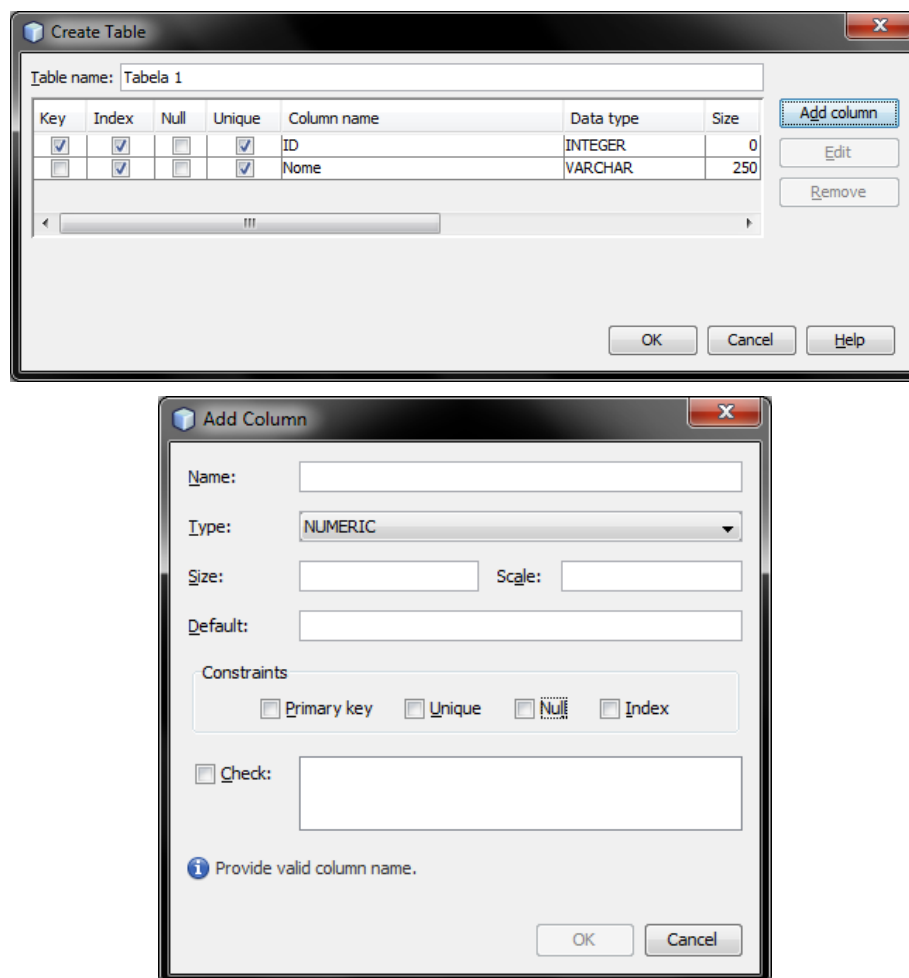 Create Table
Table name: Tabela 1
Key Index Null Unique Column name Data type Size
ID INTEGER 0
Nome VARCHAR 250
Add column
Edit
Remove
OK Cancel Help
Add Column
Name:
Type: NUMERIC
Size: Scale:
Default:
Constraints
Primary key Unique Null Index
Check:
Provide valid column name.
OK Cancel